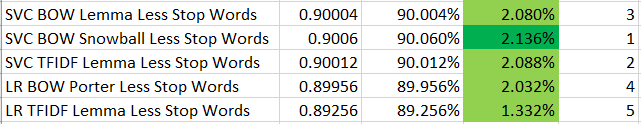 SVC BOW Lemma Less Stop Words 0.90004 90.004% 2.080% 3
SVC BOW Snowball Less Stop Words 0.9006 90.060% 2.136% 1
SVC TFIDF Lemma Less Stop Words 0.90012 90.012% 2.088% 2
LR BOW Porter Less Stop Words 0.89956 89.956% 2.032% 4
LR TFIDF Lemma Less Stop Words 0.89256 89.256% 1.332% 5